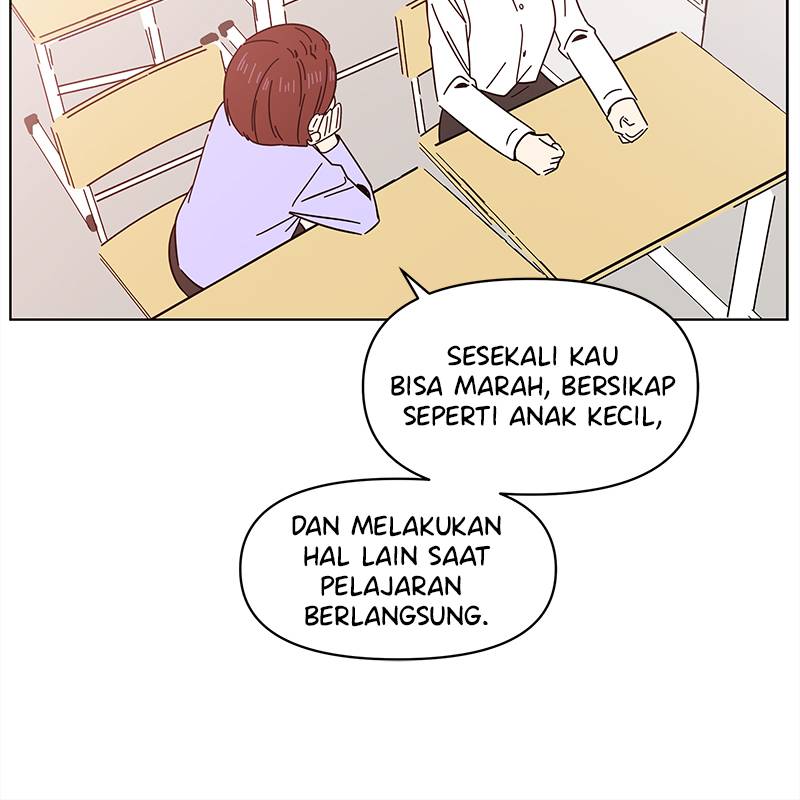 SESEKALI KAU
BISA MARAH, BERSIKAP
SEPERTI ANAK KECIL,
DAN MELAKUKAN
HAL LAIN SAAT
PELAJARAN
BERLANGSUNG.